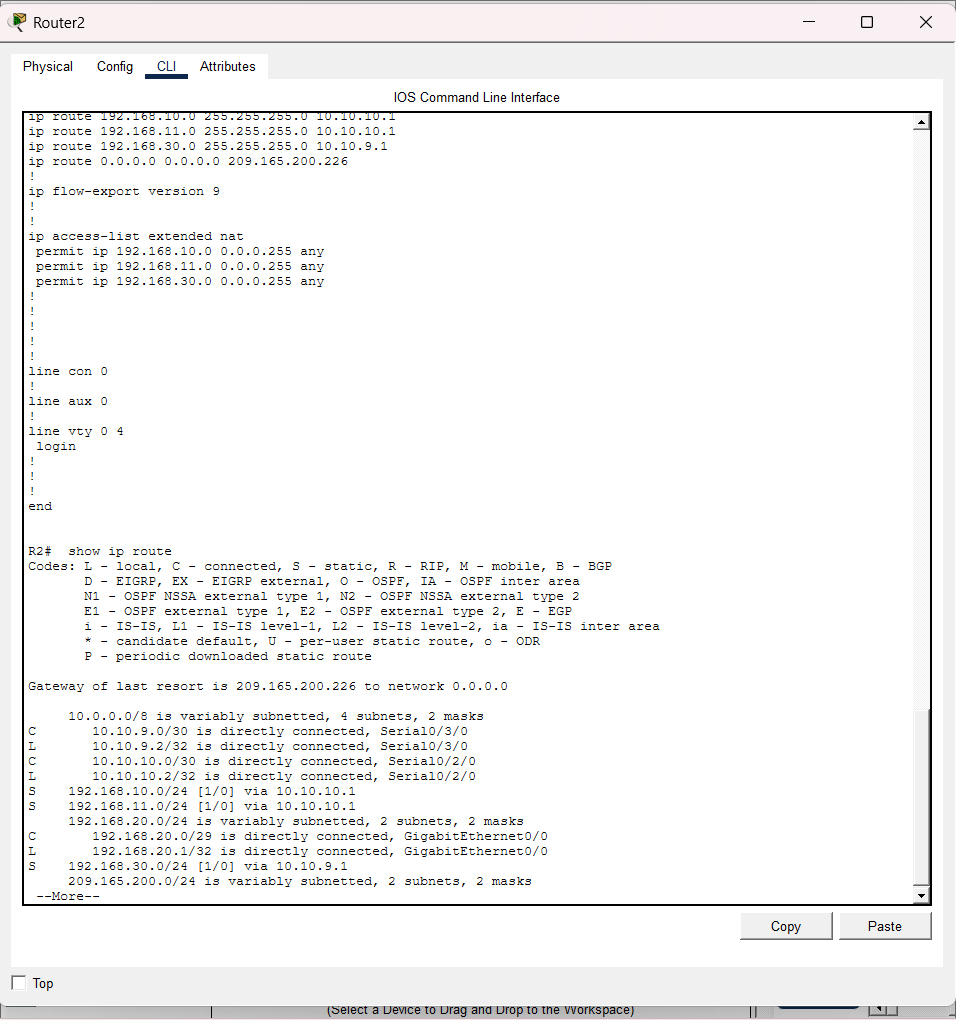 Router2
Physical Config CLI Attributes
IOS Command Line Interface
ip route 192.168.10.0 255.255.255.0 10.10.10.1
ip route 192.168.11.0 255.255.255.0 10.10.10.1
ip route 192.168.30.0 255.255.255.0 10.10.9.1
ip route 0.0.0.0 0.0.0.0 209.165.200.226
!
ip flow-export version 9
!
!
ip access-list extended nat
 permit ip 192.168.10.0 0.0.0.255 any
 permit ip 192.168.11.0 0.0.0.255 any
 permit ip 192.168.30.0 0.0.0.255 any
!
!
!
!
!
line con 0
!
line aux 0
!
line vty 0 4
 login
!
!
!
end
R2#  show ip route
Codes: L - local, C - connected, S - static, R - RIP, M - mobile, B - BGP
       D - EIGRP, EX - EIGRP external, O - OSPF, IA - OSPF inter area
       N1 - OSPF NSSA external type 1, N2 - OSPF NSSA external type 2
       E1 - OSPF external type 1, E2 - OSPF external type 2, E - EGP
       i - IS-IS, L1 - IS-IS level-1, L2 - IS-IS level-2, ia - IS-IS inter area
       * - candidate default, U - per-user static route, o - ODR
       P - periodic downloaded static route
Gateway of last resort is 209.165.200.226 to network 0.0.0.0
     10.0.0.0/8 is variably subnetted, 4 subnets, 2 masks
C       10.10.9.0/30 is directly connected, Serial0/3/0
L       10.10.9.2/32 is directly connected, Serial0/3/0
C       10.10.10.0/30 is directly connected, Serial0/2/0
L       10.10.10.2/32 is directly connected, Serial0/2/0
S    192.168.10.0/24 [1/0] via 10.10.10.1
S    192.168.11.0/24 [1/0] via 10.10.10.1
     192.168.20.0/24 is variably subnetted, 2 subnets, 2 masks
C       192.168.20.0/29 is directly connected, GigabitEthernet0/0
L       192.168.20.1/32 is directly connected, GigabitEthernet0/0
S    192.168.30.0/24 [1/0] via 10.10.9.1
     209.165.200.0/24 is variably subnetted, 2 subnets, 2 masks
 --More--
Copy Paste
Top
(Select a Device to Drag and Drop to the Workspace)